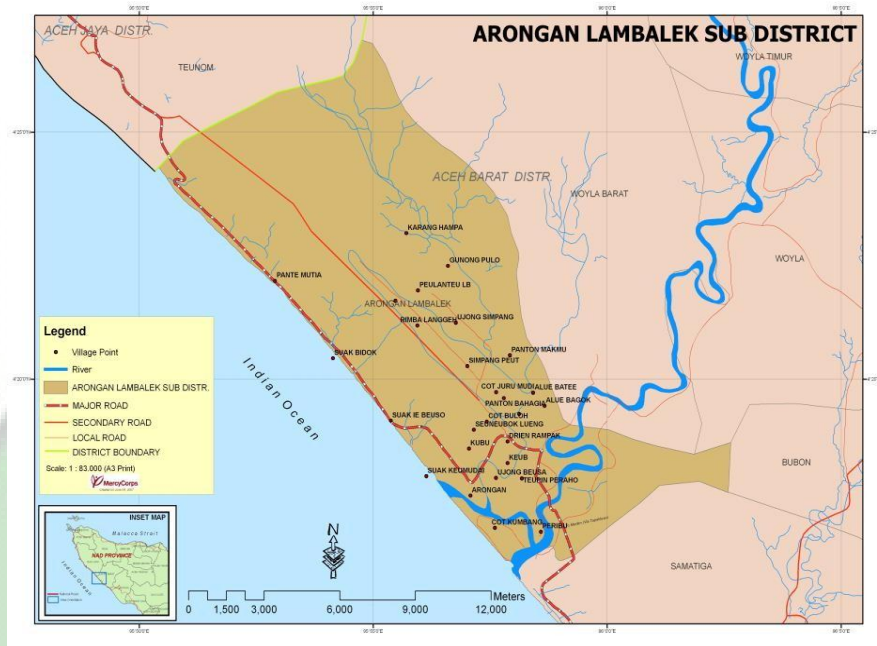 ARONGAN LAMBALEK SUB DISTRICT
ACEH JAYA DISTR.
TEUNOM
WOYLA TIMUR
ACEH BARAT DISTR.
WOYLA BARAT
KARANG HAMPA
WOYLA
GUNONG PULO
PANTE MUTIA
PEULANTEU LB
ARONGAN LAMBALEK
RIMBA LANGGEH
UJONG SIMPANG
SUAK BIDOK
PANTON MAKMU
SIMPANG PEUT
COT JURU MUDI
ALUE BATEE
PANTON BAHAGIA
ALUE BAGOK
Indian Ocean
SUAK IE BEUSO
COT BULOH
SEUNEUBOK LUENG
DRIEN RAMPAK
KUBU
KEUB
BUBON
SUAK KEUMUDAI
UJONG BEUSA
TEUPIN PERAHO
ARONGAN
COT KUMBANG
PERIBU
SAMATIGA
Legend
Village Point
River
ARONGAN LAMBALEK SUB DISTR.
MAJOR ROAD
SECONDARY ROAD
LOCAL ROAD
DISTRICT BOUNDARY
Scale: 1 : 83.000 (A3 Print)
MercyCorps
INSET MAP
Malacca Strait
NAD PROVINCE
Indian Ocean
N
Meters
0 1,500 3,000 6,000 9,000 12,000